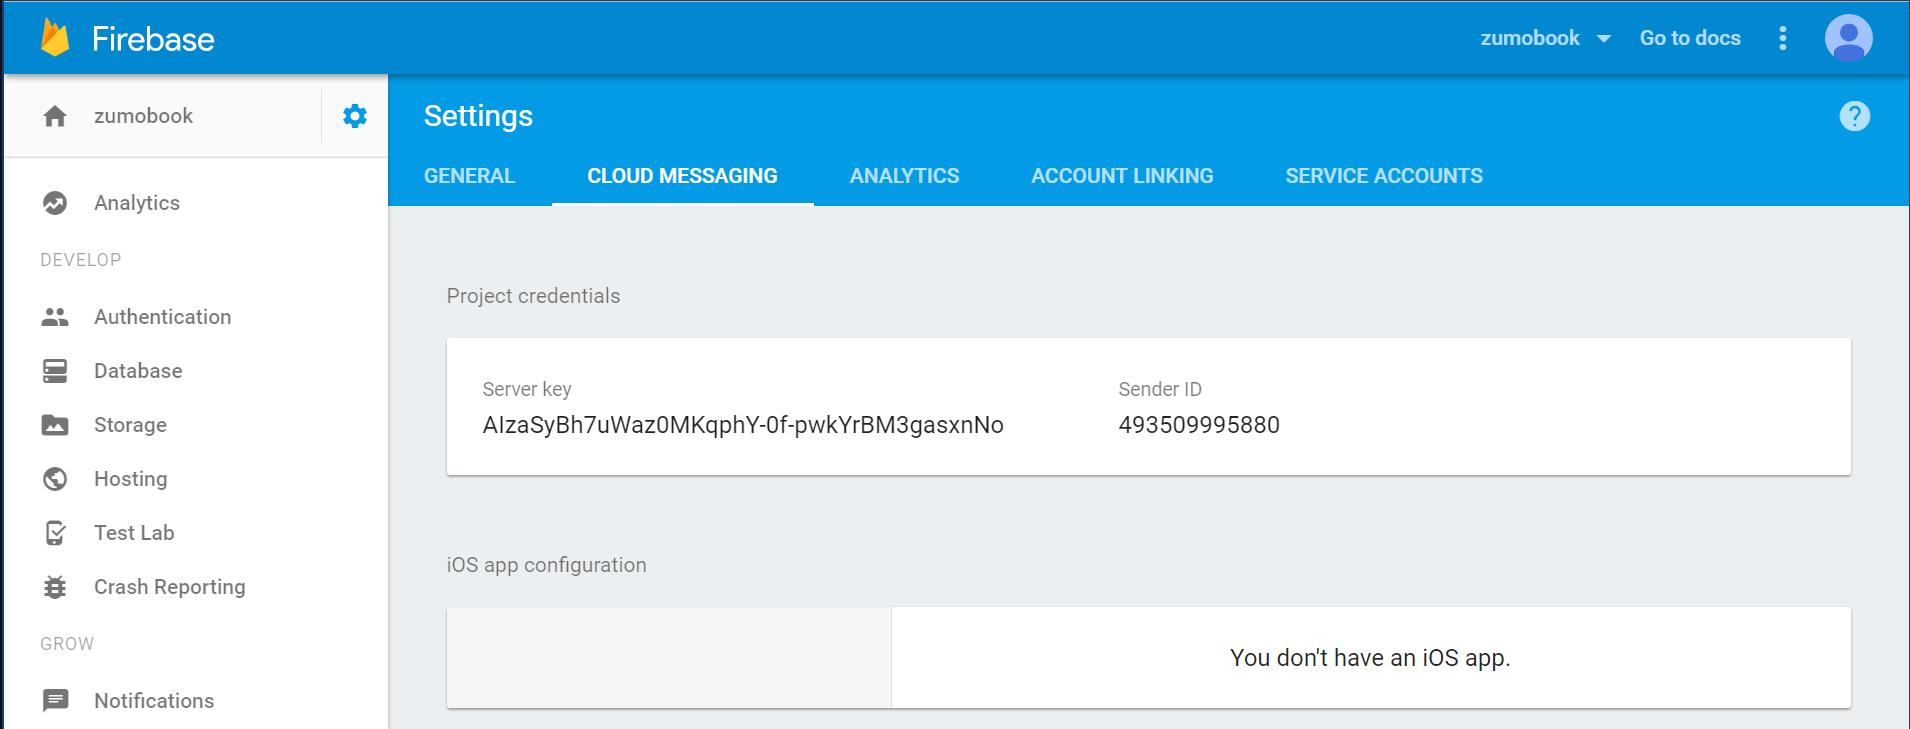 Firebase
zumobook
Go to docs
zumobook
Settings
GENERAL
CLOUD MESSAGING
ANALYTICS
ACCOUNT LINKING
SERVICE ACCOUNTS
Analytics
DEVELOP
Authentication
Database
Storage
Hosting
Test Lab
Crash Reporting
GROW
Notifications
Project credentials
Server key
AIzaSyBh7uWaz0MKqphY-0f-pwkYrBM3gasxnNo
Sender ID
493509995880
iOS app configuration
You don't have an iOS app.